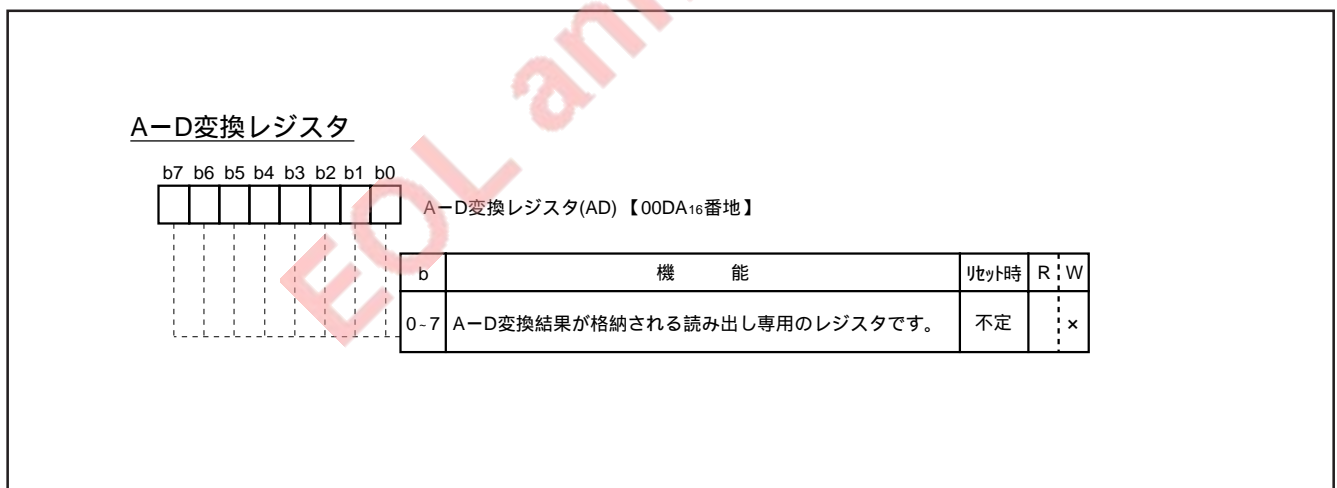 EOL ann
A－D変換レジスタ
b7 b6 b5 b4 b3 b2 b1 b0
A－D変換レジスタ(AD)【00DA16番地】
b 機 能 リセット時 R W
0~7 A－D変換結果が格納される読み出し専用のレジスタです。 不定 ×